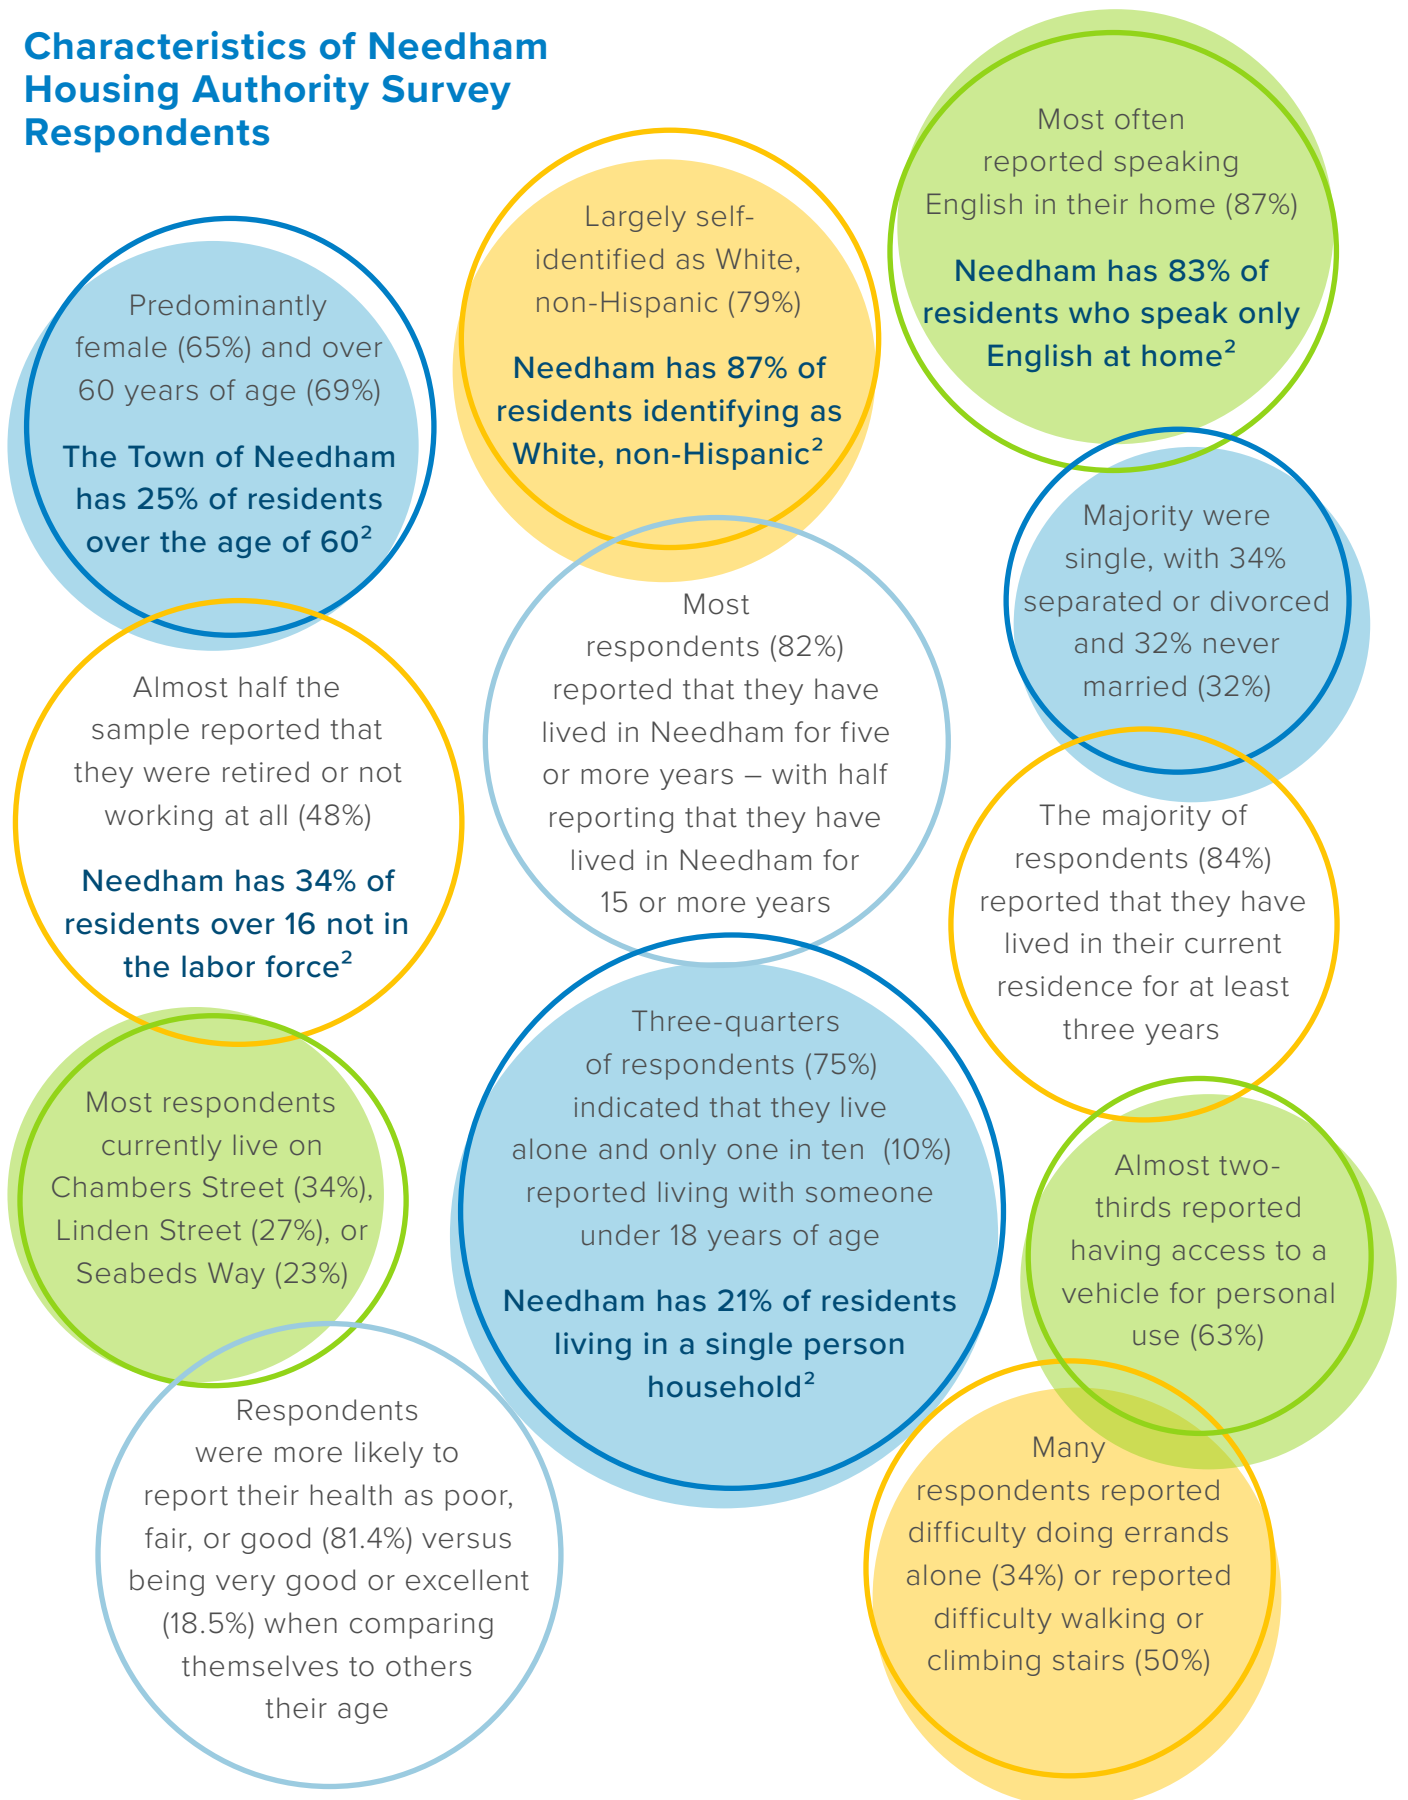 Characteristics of Needham
Housing Authority Survey
Respondents
Predominantly
female (65%) and over
60 years of age (69%)
The Town of Needham
has 25% of residents
over the age of 60²
Largely self-
identified as White,
non-Hispanic (79%)
Needham has 87% of
residents identifying as
White, non-Hispanic²
Most often
reported speaking
English in their home (87%)
Needham has 83% of
residents who speak only
English at home²
Almost half the
sample reported that
they were retired or not
working at all (48%)
Needham has 34% of
residents over 16 not in
the labor force²
Most
respondents (82%)
reported that they have
lived in Needham for five
or more years – with half
reporting that they have
lived in Needham for
15 or more years
Majority were
single, with 34%
separated or divorced
and 32% never
married (32%)
The majority of
respondents (84%)
reported that they have
lived in their current
residence for at least
three years
Most respondents
currently live on
Chambers Street (34%),
Linden Street (27%), or
Seabeds Way (23%)
Three-quarters
of respondents (75%)
indicated that they live
alone and only one in ten (10%)
reported living with someone
under 18 years of age
Needham has 21% of residents
living in a single person
household²
Almost two-
thirds reported
having access to a
vehicle for personal
use (63%)
Respondents
were more likely to
report their health as poor,
fair, or good (81.4%) versus
being very good or excellent
(18.5%) when comparing
themselves to others
their age
Many
respondents reported
difficulty doing errands
alone (34%) or reported
difficulty walking or
climbing stairs (50%)